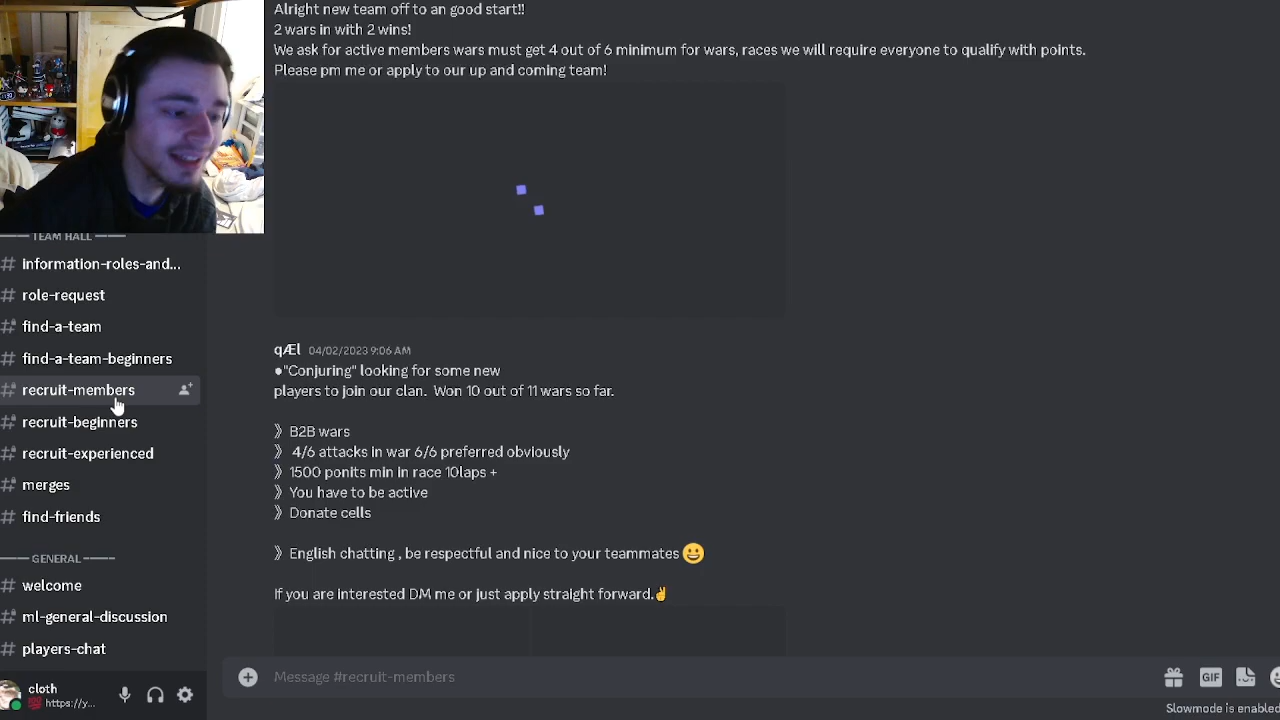 Alright new team off to an good start!!
2 wars in with 2 wins!
We ask for active members wars must get 4 out of 6 minimum for wars, races we will require everyone to qualify with points.
Please pm me or apply to our up and coming team!
TEAM HALL
# information-roles-and...
# role-request
# find-a-team
# find-a-team-beginners
# recruit-members
# recruit-beginners
# recruit-experienced
# merges
# find-friends
GENERAL
# welcome
# ml-general-discussion
# players-chat
cloth
💯 https://y...
qÆl 04/02/2023 9:06 AM
●"Conjuring" looking for some new
players to join our clan. Won 10 out of 11 wars so far.
》 B2B wars
》 4/6 attacks in war 6/6 preferred obviously
》 1500 ponits min in race 10laps +
》 You have to be active
》 Donate cells
》 English chatting , be respectful and nice to your teammates 😀
If you are interested DM me or just apply straight forward.✌️
Message #recruit-members
GIF
Slowmode is enabled